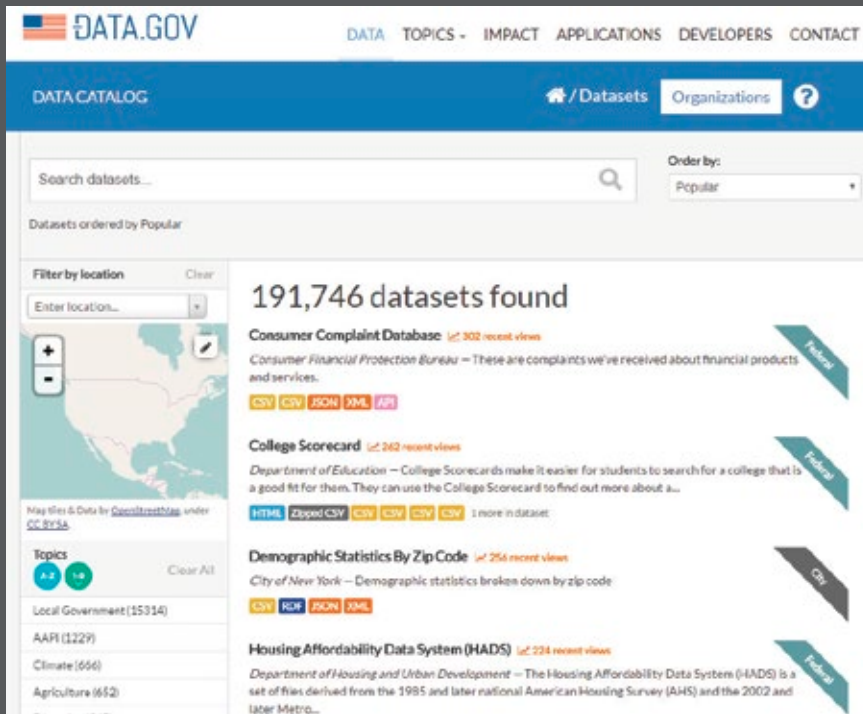 DATA.GOV
DATA TOPICS IMPACT APPLICATIONS DEVELOPERS CONTACT
DATA CATALOG
/ Datasets Organizations ?
Search datasets...
Order by:
Popular
Datasets ordered by Popular
Filter by location Clear
Enter location...
+
-
Map tiles & Data by OpenStreetMap, under
CC BY SA.
Topics
A-Z 1-9 Clear All
Local Government (15314)
AAPI (1229)
Climate (666)
Agriculture (652)
191,746 datasets found
Consumer Complaint Database 302 recent views
Federal
Consumer Financial Protection Bureau — These are complaints we've received about financial products
and services.
CSV CSV JSON XML API
College Scorecard 262 recent views
Federal
Department of Education — College Scorecards make it easier for students to search for a college that is
a good fit for them. They can use the College Scorecard to find out more about a...
HTML Zipped CSV CSV CSV CSV CSV 1 more in dataset
Demographic Statistics By Zip Code 256 recent views
City
City of New York — Demographic statistics broken down by zip code
CSV RDF JSON XML
Housing Affordability Data System (HADS) 224 recent views
Federal
Department of Housing and Urban Development — The Housing Affordability Data System (HADS) is a
set of files derived from the 1985 and later national American Housing Survey (AHS) and the 2002 and
later Metro...